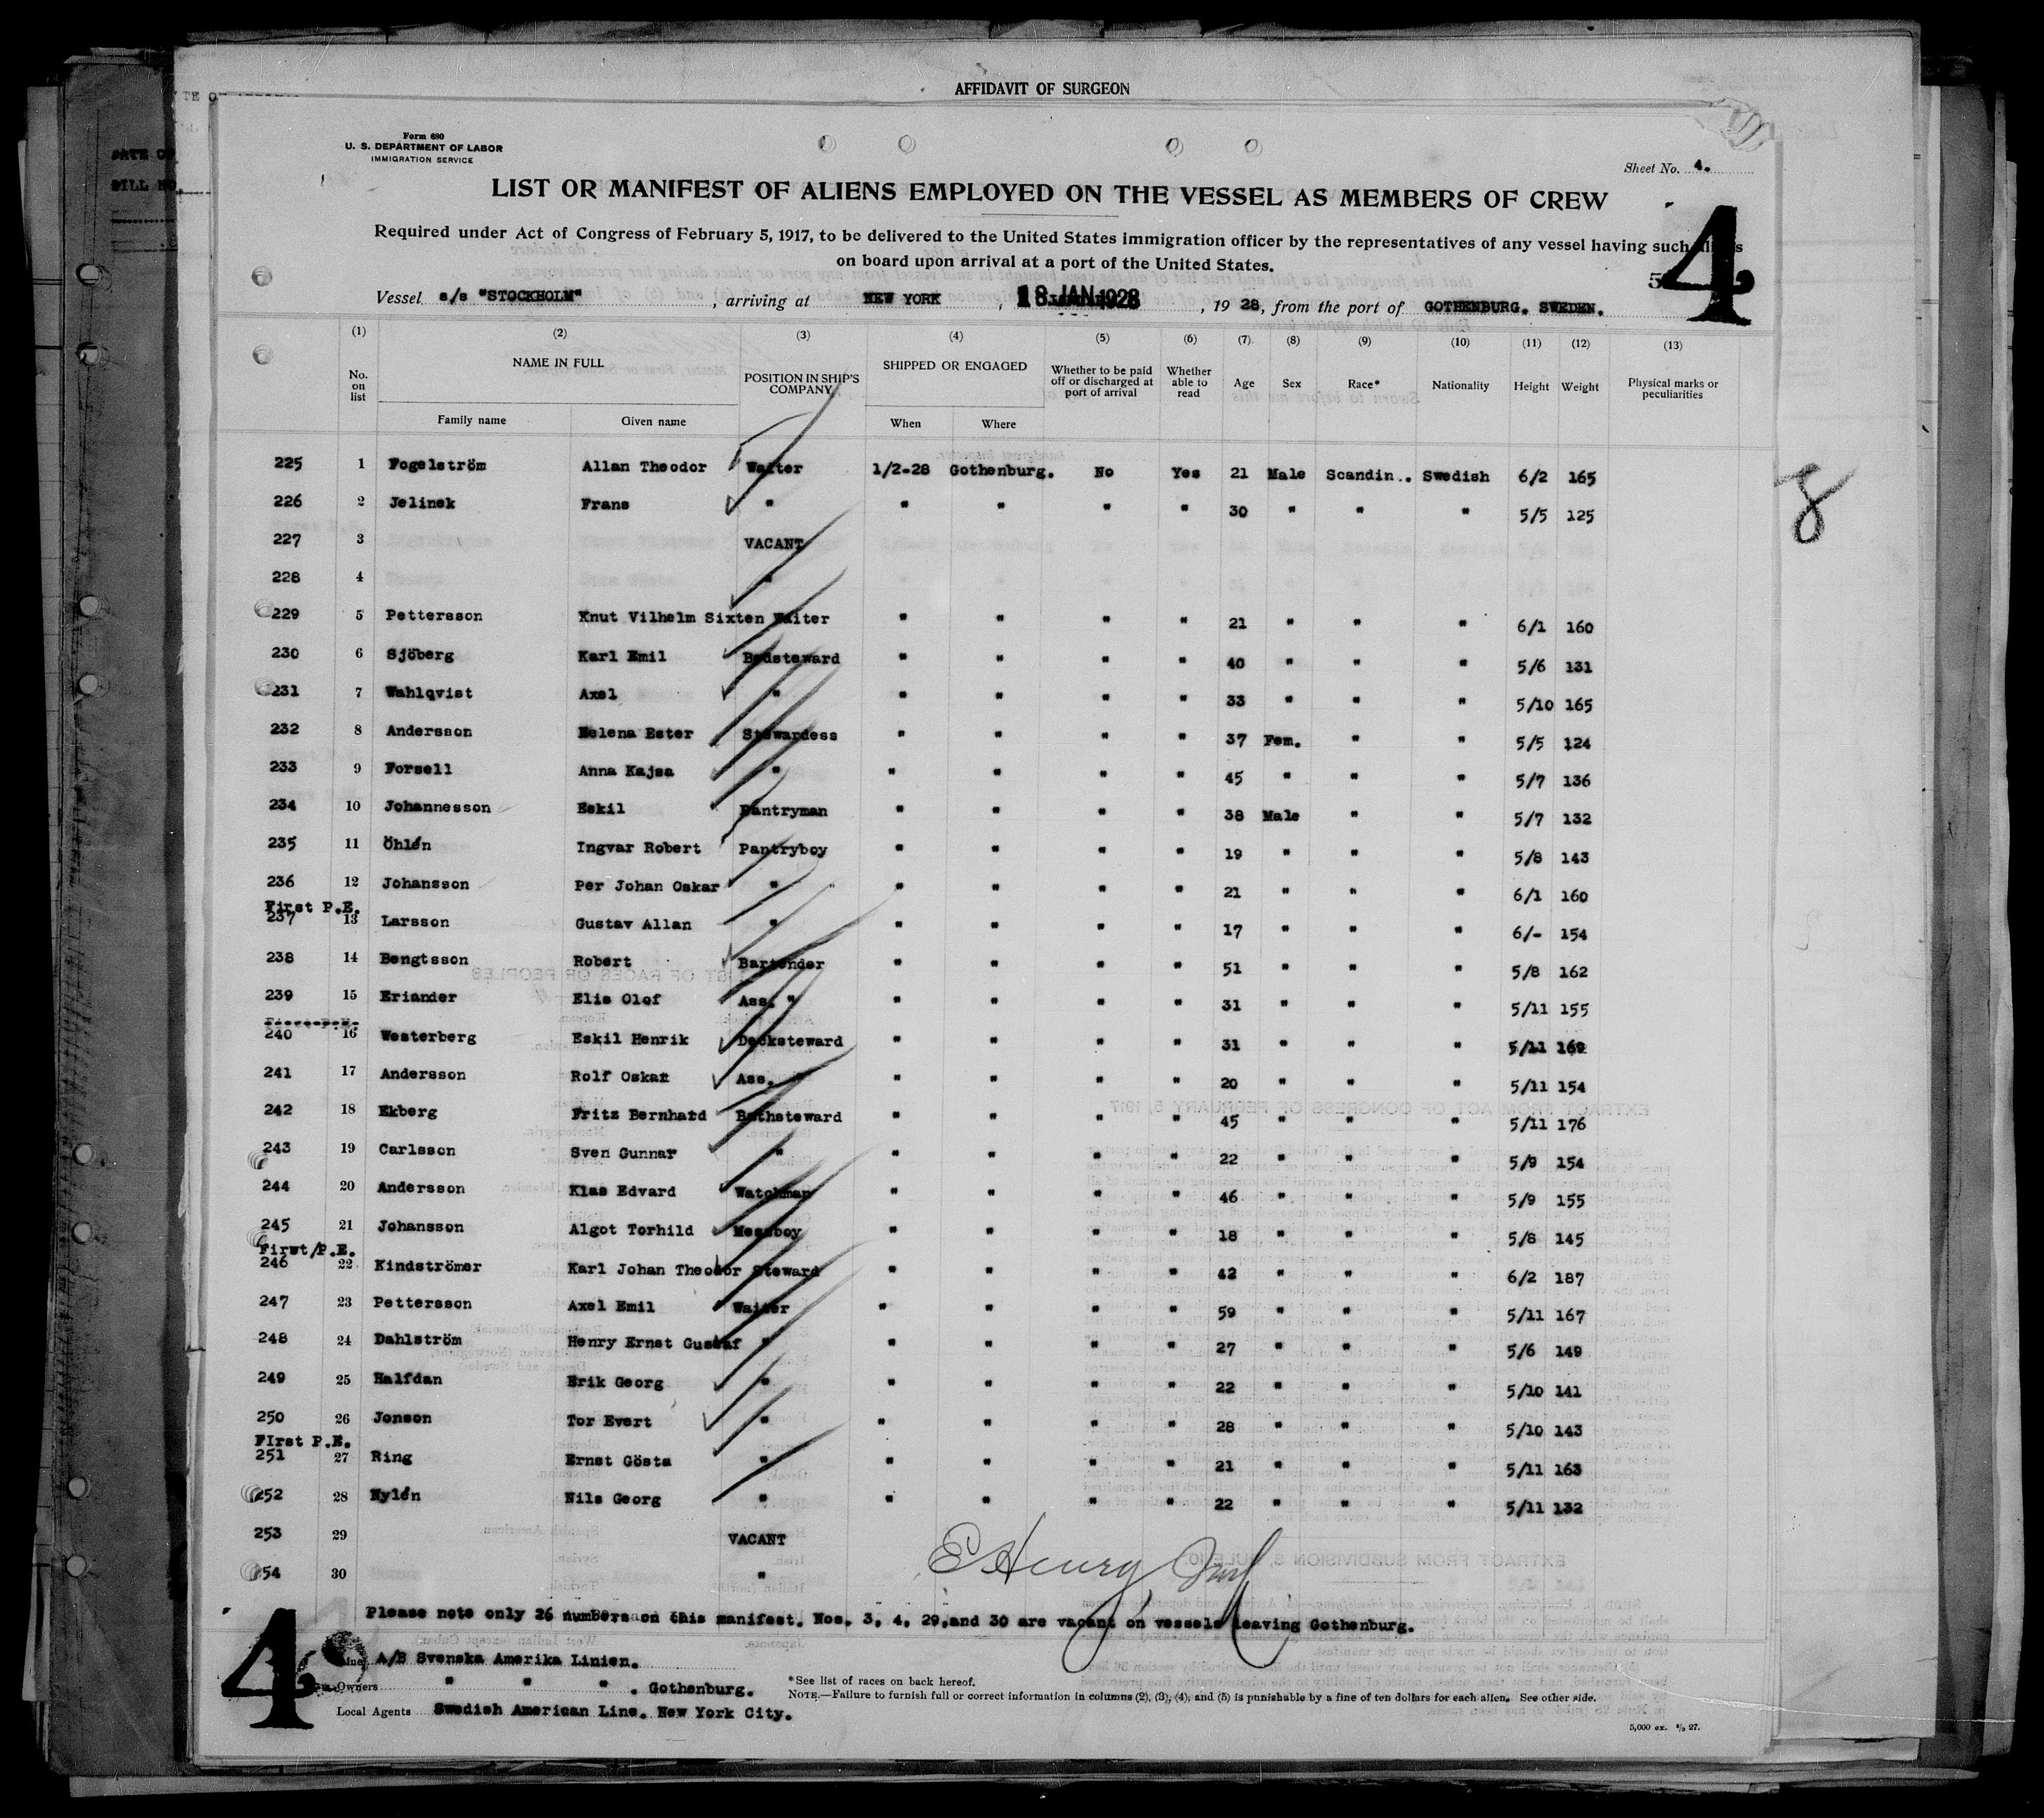 AFFIDAVIT OF SURGEON
Form 680
U. S. DEPARTMENT OF LABOR
IMMIGRATION SERVICE
Sheet No. 4.
LIST OR MANIFEST OF ALIENS EMPLOYED ON THE VESSEL AS MEMBERS OF CREW
4
Required under Act of Congress of February 5, 1917, to be delivered to the United States immigration officer by the representatives of any vessel having such aliens
on board upon arrival at a port of the United States.
Vessel s/s "STOCKHOLM", arriving at NEW YORK, 18 JAN 1928, 1928, from the port of GOTHENBURG. SWEDEN.
(1) (2) (3) (4) (5) (6) (7) (8) (9) (10) (11) (12) (13)
No. on list NAME IN FULL POSITION IN SHIP'S COMPANY SHIPPED OR ENGAGED Whether to be paid off or discharged at port of arrival Whether able to read Age Sex Race* Nationality Height Weight Physical marks or peculiarities
Family name Given name When Where
225 1 Fogelström Allan Theodor Waiter 1/2-28 Gothenburg. No Yes 21 Male Scandin.. Swedish 6/2 165
226 2 Jelinek Frans " " " " " 30 " " " 5/5 125
227 3 VACANT
228 4 "
229 5 Pettersson Knut Vilhelm Sixten Waiter " " " " 21 " " " 6/1 160
230 6 Sjöberg Karl Emil Bedsteward " " " " 40 " " " 5/6 131
231 7 Wahlqvist Axel " " " " " 33 " " " 5/10 165
232 8 Andersson Helena Ester Stewardess " " " " 37 Fem. " " 5/5 124
233 9 Forsell Anna Kajsa " " " " " 45 " " " 5/7 136
234 10 Johannesson Eskil Pantryman " " " " 38 Male " " 5/7 132
235 11 Öhlén Ingvar Robert Pantryboy " " " " 19 " " " 5/8 143
236 12 Johansson Per Johan Oskar " " " " " 21 " " " 6/1 160
First P.E.
237 13 Larsson Gustav Allan " " " " " 17 " " " 6/- 154
238 14 Bengtsson Robert Bartender " " " " 51 " " " 5/8 162
239 15 Eriander Elis Olof Ass. " " " " " 31 " " " 5/11 155
240 16 Westerberg Eskil Henrik Decksteward " " " " 31 " " " 5/11 169
241 17 Andersson Rolf Oskar Ass. " " " " " 20 " " " 5/11 154
242 18 Ekberg Fritz Bernhard Bathsteward " " " " 45 " " " 5/11 176
243 19 Carlsson Sven Gunnar " " " " " 22 " " " 5/9 154
244 20 Andersson Klas Edvard Watchman " " " " 46 " " " 5/9 155
245 21 Johansson Algot Torhild Messboy " " " " 18 " " " 5/8 145
First/P.E.
246 22 Kindströmer Karl Johan Theodor Steward " " " " 42 " " " 6/2 187
247 23 Pettersson Axel Emil Waiter " " " " 59 " " " 5/11 167
248 24 Dahlström Henry Ernst Gustaf " " " " " 27 " " " 5/6 149
249 25 Halfdan Erik Georg " " " " " 22 " " " 5/10 141
250 26 Jonson Tor Evert " " " " " 28 " " " 5/10 143
FIrst P.E.
251 27 Ring Ernst Gösta " " " " " 21 " " " 5/11 163
252 28 Nylén Nils Georg " " " " " 22 " " " 5/11 132
253 29 VACANT
254 30 "
8
E Henry
Please note only 26 numbers on this manifest. Nos. 3, 4, 29,and 30 are vacant on vessels leaving Gothenburg.
4
Line A/B Svenska Amerika Linien.
Owners " " ". Gothenburg.
Local Agents Swedish American Line. New York City.
*See list of races on back hereof.
NOTE.—Failure to furnish full or correct information in columns (2), (3), (4), and (5) is punishable by a fine of ten dollars for each alien. See other side.
5,000 ex. 1/2 27.